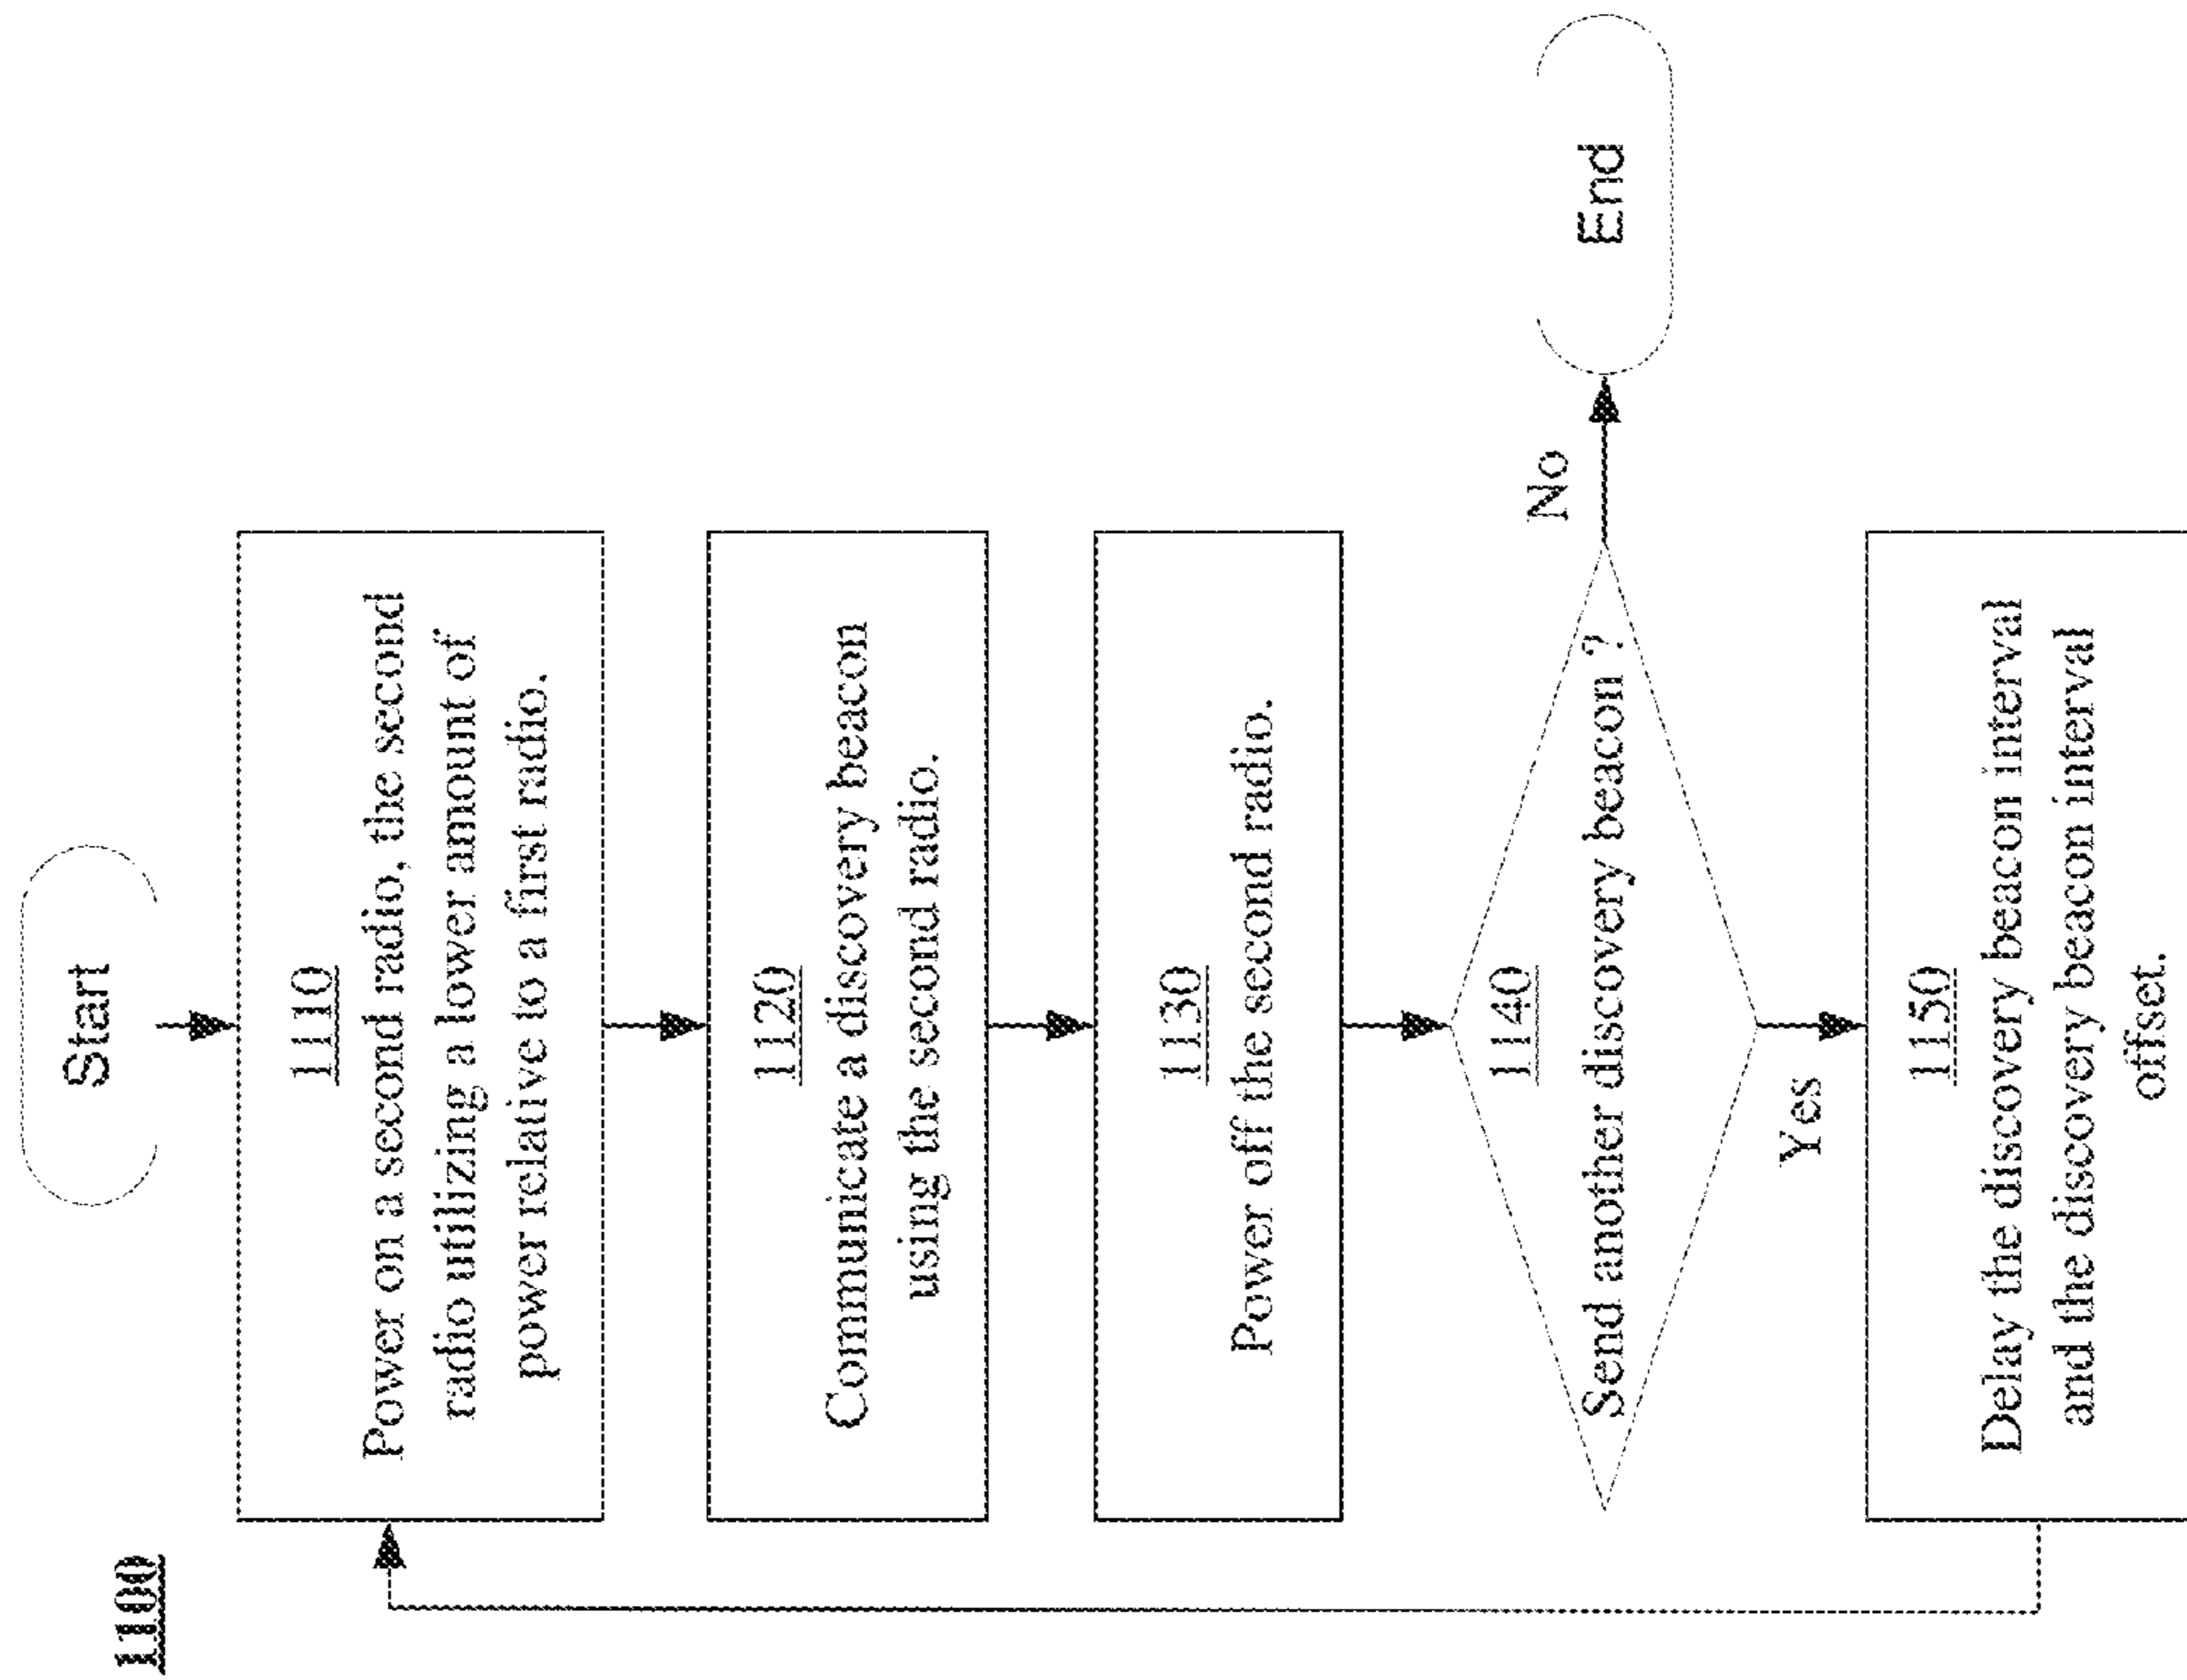 1100
Start
1110
Power on a second radio, the second
radio utilizing a lower amount of
power relative to a first radio.
1120
Communicate a discovery beacon
using the second radio.
1130
Power off the second radio.
1140
Send another discovery beacon ?
No
End
Yes
1150
Delay the discovery beacon interval
and the discovery beacon interval
offset.